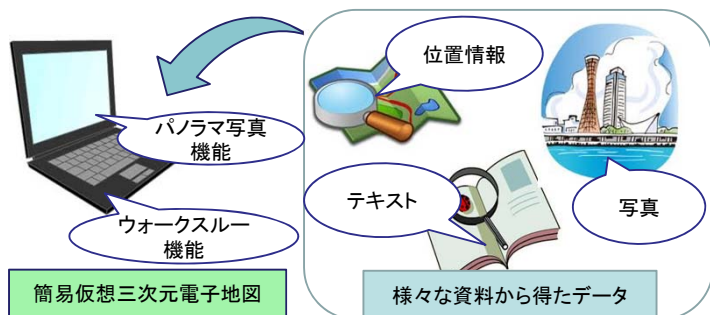 パノラマ写真
機能
ウォークスルー
機能
簡易仮想三次元電子地図
位置情報
テキスト
写真
様々な資料から得たデータ